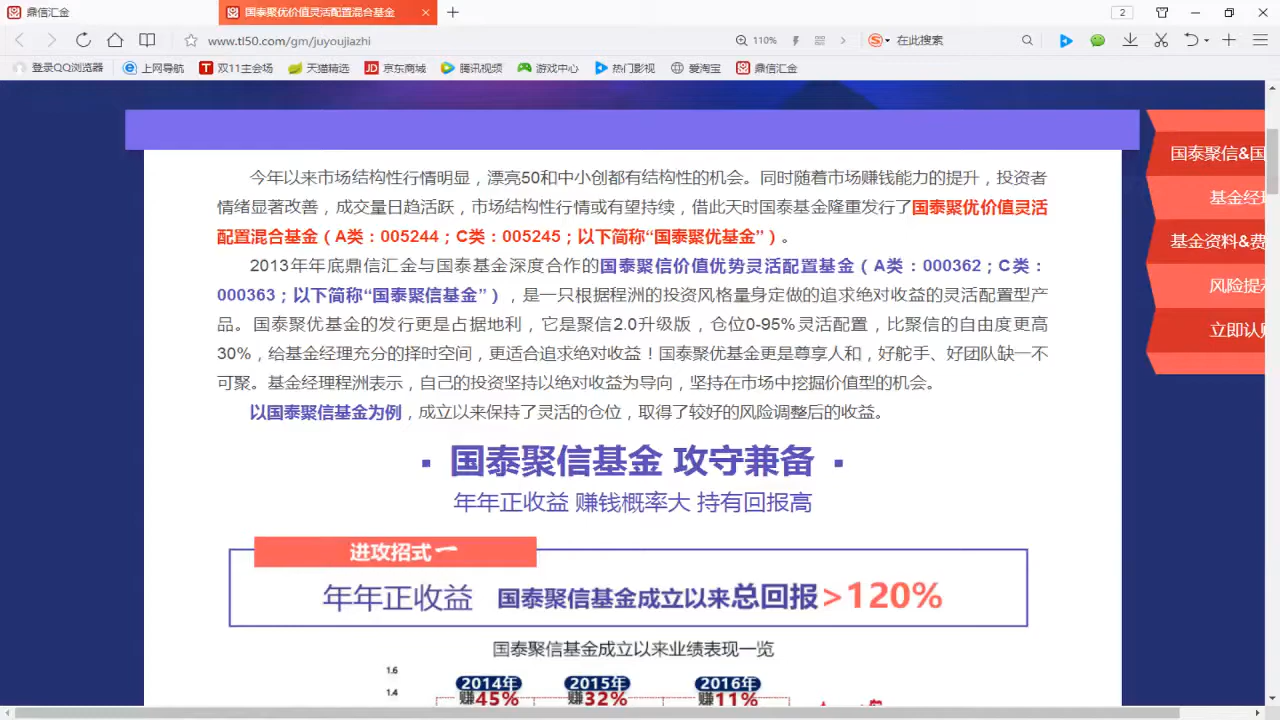 鼎信汇金
国泰聚优价值灵活配置混合基金
2
www.tl50.com/gm/juyoujiazhi
110%
在此搜索
登录QQ浏览器
上网导航
双11主会场
天猫精选
京东商城
腾讯视频
游戏中心
热门影视
爱淘宝
鼎信汇金
今年以来市场结构性行情明显，漂亮50和中小创都有结构性的机会。同时随着市场赚钱能力的提升，投资者
情绪显著改善，成交量日趋活跃，市场结构性行情或有望持续，借此天时国泰基金隆重发行了国泰聚优价值灵活
配置混合基金（A类：005244；C类：005245；以下简称“国泰聚优基金”）。
2013年年底鼎信汇金与国泰基金深度合作的国泰聚信价值优势灵活配置基金（A类：000362；C类：
000363；以下简称“国泰聚信基金”），是一只根据程洲的投资风格量身定做的追求绝对收益的灵活配置型产
品。国泰聚优基金的发行更是占据地利，它是聚信2.0升级版，仓位0-95%灵活配置，比聚信的自由度更高
30%，给基金经理充分的择时空间，更适合追求绝对收益！国泰聚优基金更是尊享人和，好舵手、好团队缺一不
可聚。基金经理程洲表示，自己的投资坚持以绝对收益为导向，坚持在市场中挖掘价值型的机会。
以国泰聚信基金为例，成立以来保持了灵活的仓位，取得了较好的风险调整后的收益。
国泰聚信基金 攻守兼备
年年正收益 赚钱概率大 持有回报高
进攻招式一
年年正收益 国泰聚信基金成立以来总回报>120%
国泰聚信基金成立以来业绩表现一览
1.6
2014年 2015年 2016年
1.4
赚45% 赚32% 赚11%
国泰聚信&国
基金经
基金资料&费
风险提
立即认